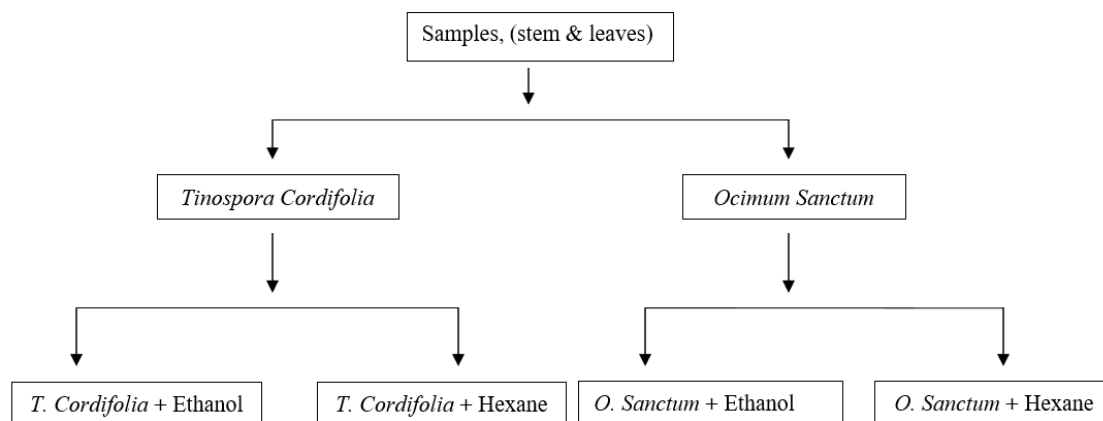 Samples, (stem & leaves)
Tinospora Cordifolia
Ocimum Sanctum
T. Cordifolia + Ethanol
T. Cordifolia + Hexane
O. Sanctum + Ethanol
O. Sanctum + Hexane